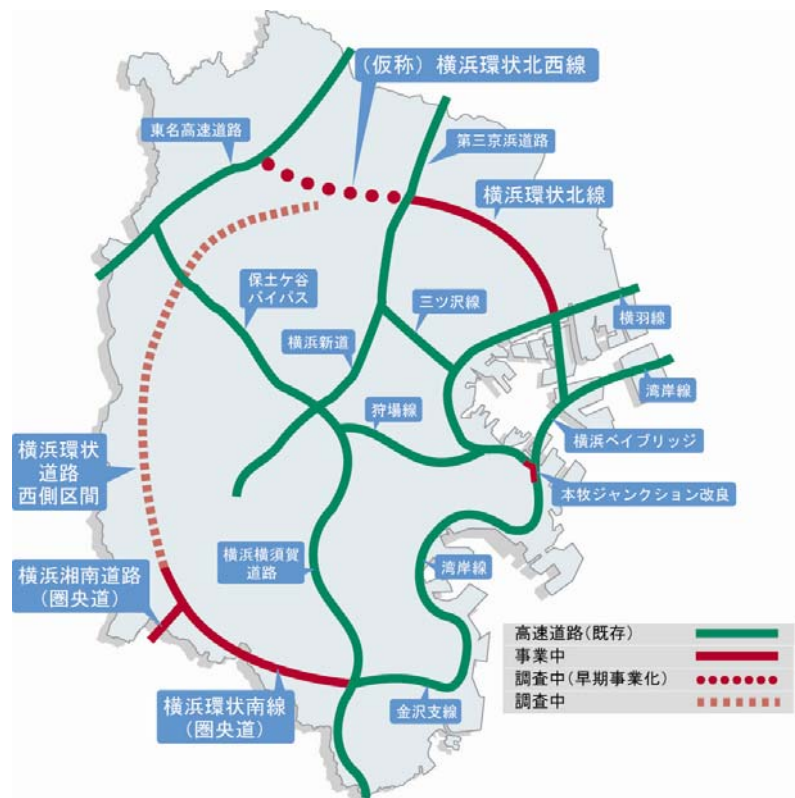 (仮称)横浜環状北西線
東名高速道路
第三京浜道路
横浜環状北線
保土ケ谷
バイパス
三ツ沢線
横羽線
横浜新道
湾岸線
狩場線
横浜ベイブリッジ
横浜環状
道路
西側区間
本牧ジャンクション改良
横浜横須賀
道路
湾岸線
横浜湘南道路
(圏央道)
高速道路(既存)
事業中
調査中(早期事業化)
調査中
横浜環状南線
(圏央道)
金沢支線